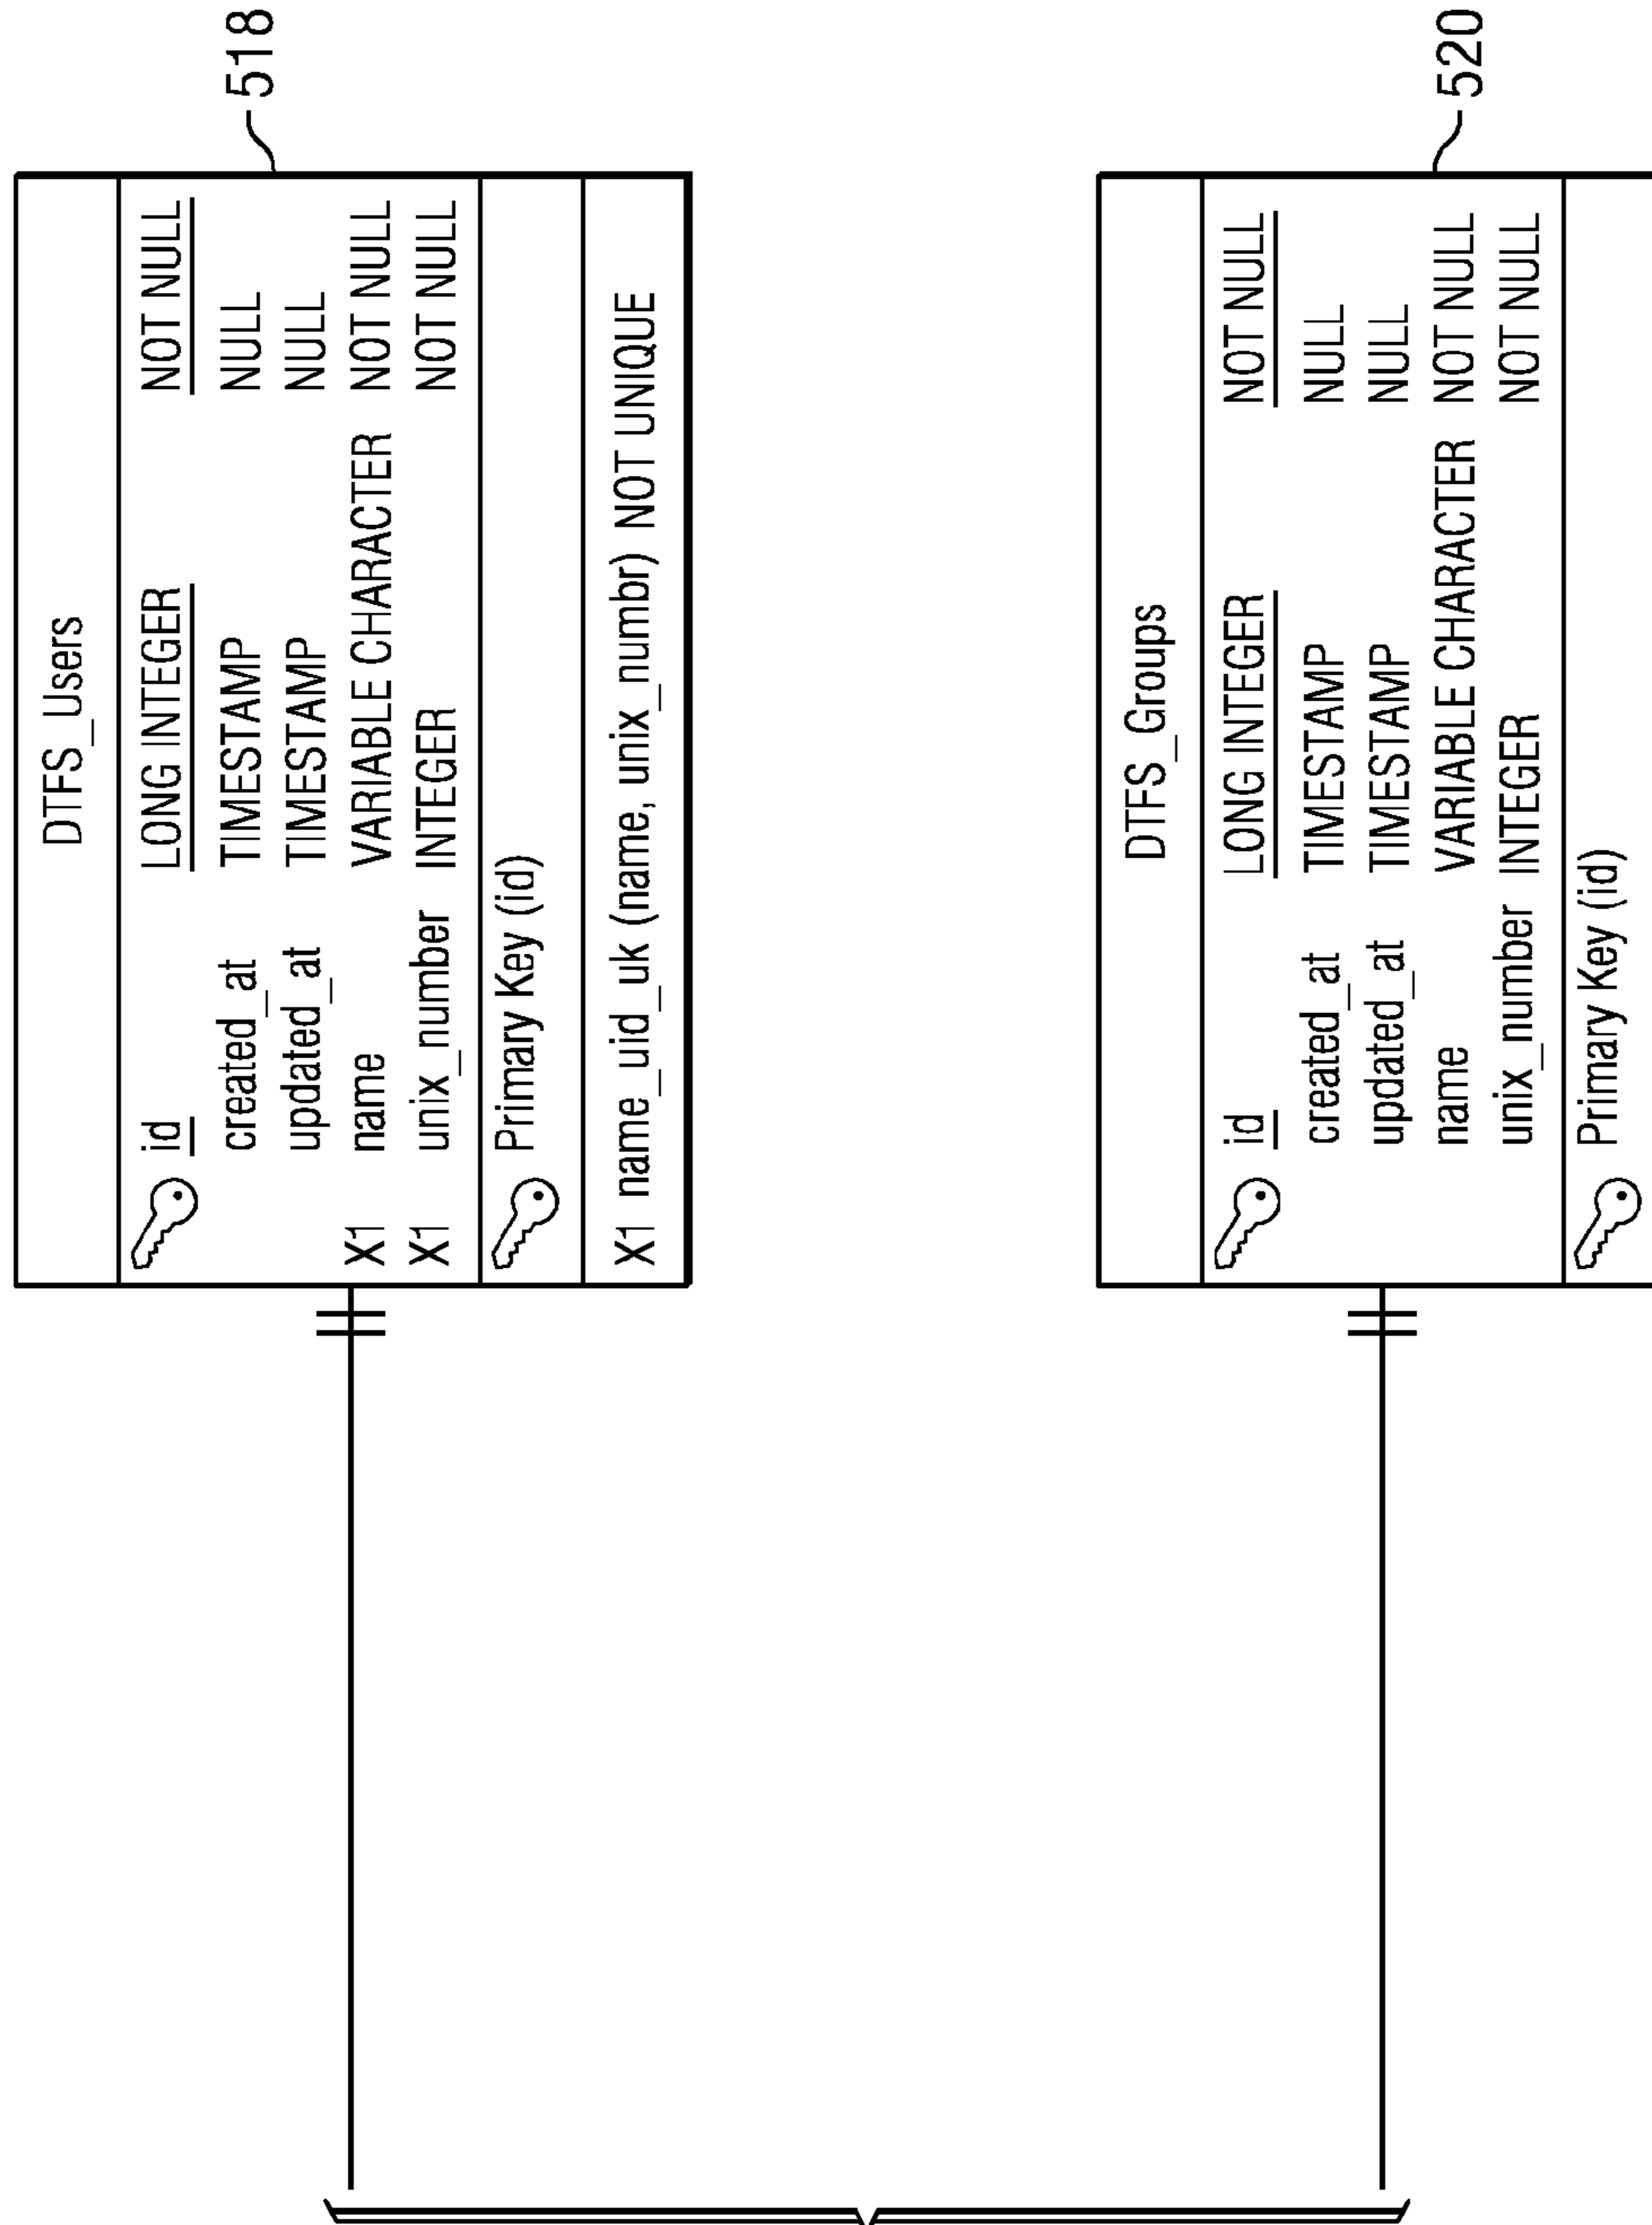 DTFS_Users
id LONG INTEGER NOT NULL
created_at TIMESTAMP NULL
updated_at TIMESTAMP NULL
X1 name VARIABLE CHARACTER NOT NULL
X1 unix_number INTEGER NOT NULL
Primary Key (id)
X1 name_uid_uk (name, unix_numbr) NOT UNIQUE
518
DTFS_Groups
id LONG INTEGER NOT NULL
created_at TIMESTAMP NULL
updated_at TIMESTAMP NULL
name VARIABLE CHARACTER NOT NULL
unix_number INTEGER NOT NULL
Primary Key (id)
520